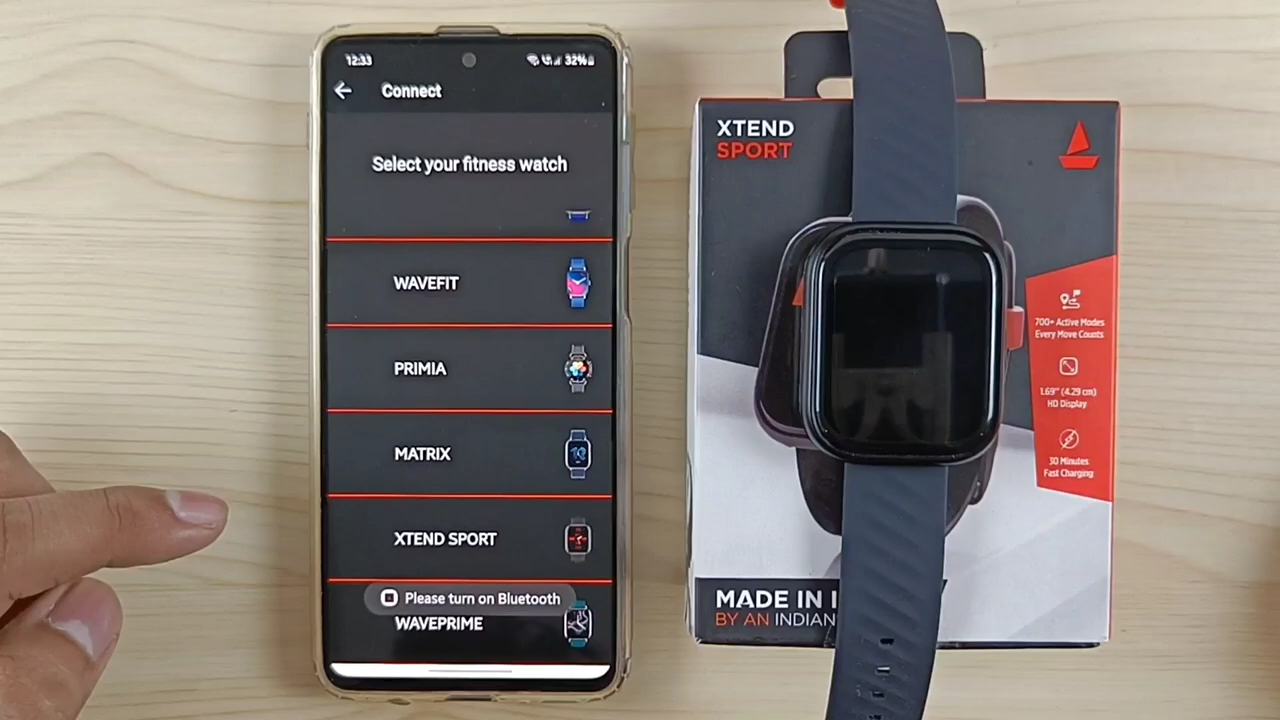 12:33
32%
Connect
Select your fitness watch
WAVEFIT
PRIMIA
MATRIX
XTEND SPORT
Please turn on Bluetooth
WAVEPRIME
XTEND
SPORT
700+ Active Modes
Every Move Counts
1.69" (4.29 cm)
HD Display
30 Minutes
Fast Charging
MADE IN I
BY AN INDIAN